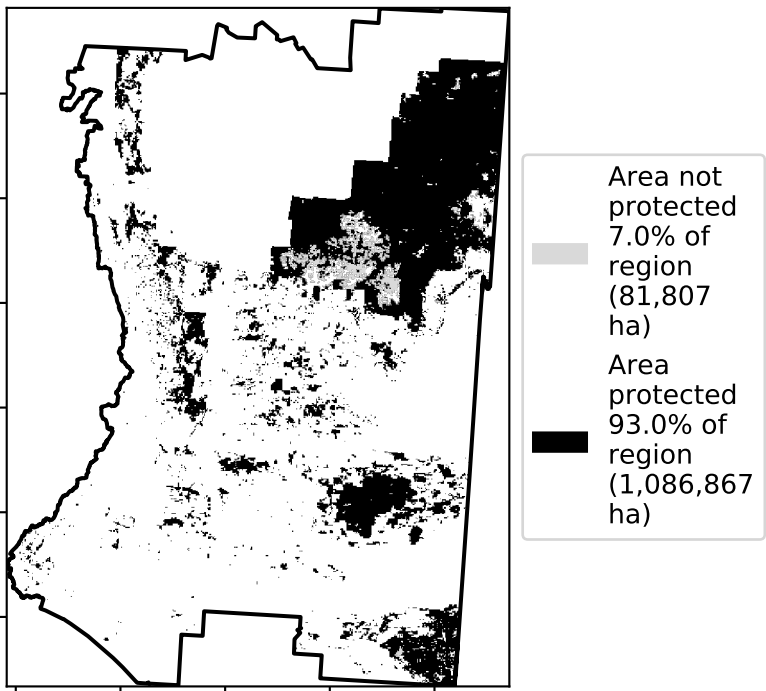 Area not
protected
7.0% of
region
(81,807
ha)
Area
protected
93.0% of
region
(1,086,867
ha)